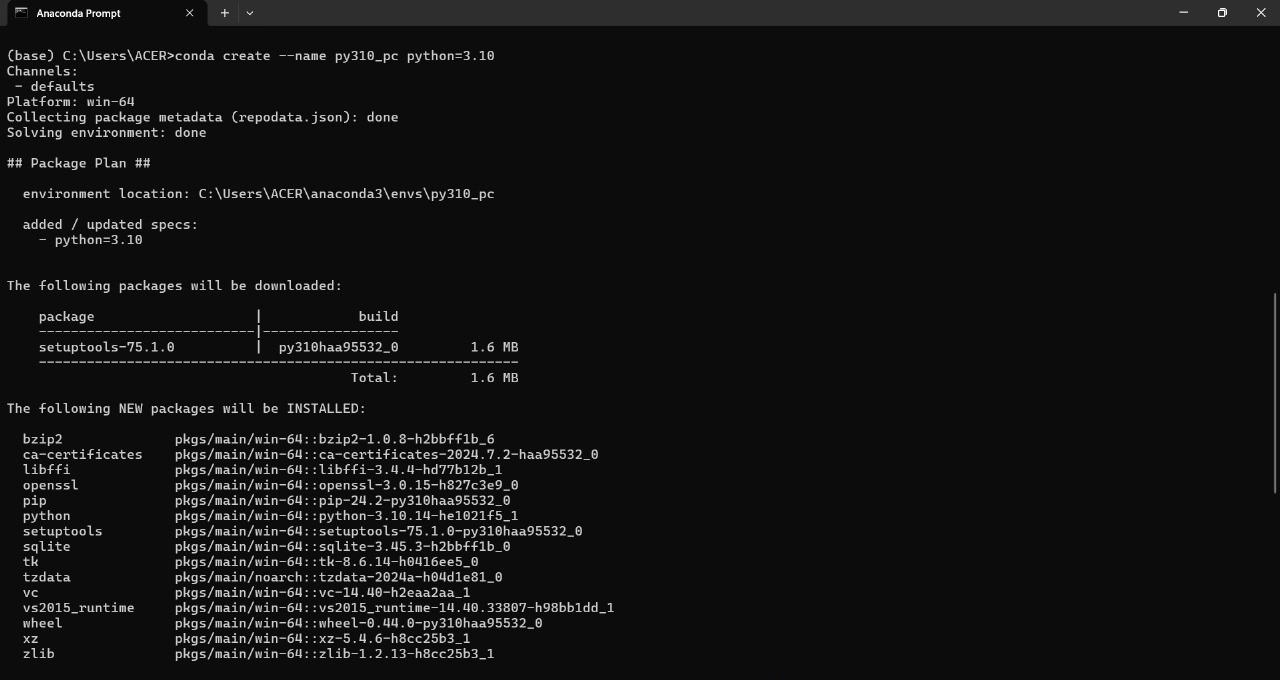 Anaconda Prompt
(base) C:\Users\ACER>conda create --name py310_pc python=3.10
Channels:
 - defaults
Platform: win-64
Collecting package metadata (repodata.json): done
Solving environment: done
## Package Plan ##
  environment location: C:\Users\ACER\anaconda3\envs\py310_pc
  added / updated specs:
    - python=3.10
The following packages will be downloaded:
    package                    |            build
    ---------------------------|-----------------
    setuptools-75.1.0          |  py310haa95532_0         1.6 MB
    ------------------------------------------------------------
                                           Total:         1.6 MB
The following NEW packages will be INSTALLED:
  bzip2              pkgs/main/win-64::bzip2-1.0.8-h2bbff1b_6
  ca-certificates    pkgs/main/win-64::ca-certificates-2024.7.2-haa95532_0
  libffi             pkgs/main/win-64::libffi-3.4.4-hd77b12b_1
  openssl            pkgs/main/win-64::openssl-3.0.15-h827c3e9_0
  pip                pkgs/main/win-64::pip-24.2-py310haa95532_0
  python             pkgs/main/win-64::python-3.10.14-he1021f5_1
  setuptools         pkgs/main/win-64::setuptools-75.1.0-py310haa95532_0
  sqlite             pkgs/main/win-64::sqlite-3.45.3-h2bbff1b_0
  tk                 pkgs/main/win-64::tk-8.6.14-h0416ee5_0
  tzdata             pkgs/main/noarch::tzdata-2024a-h04d1e81_0
  vc                 pkgs/main/win-64::vc-14.40-h2eaa2aa_1
  vs2015_runtime     pkgs/main/win-64::vs2015_runtime-14.40.33807-h98bb1dd_1
  wheel              pkgs/main/win-64::wheel-0.44.0-py310haa95532_0
  xz                 pkgs/main/win-64::xz-5.4.6-h8cc25b3_1
  zlib               pkgs/main/win-64::zlib-1.2.13-h8cc25b3_1